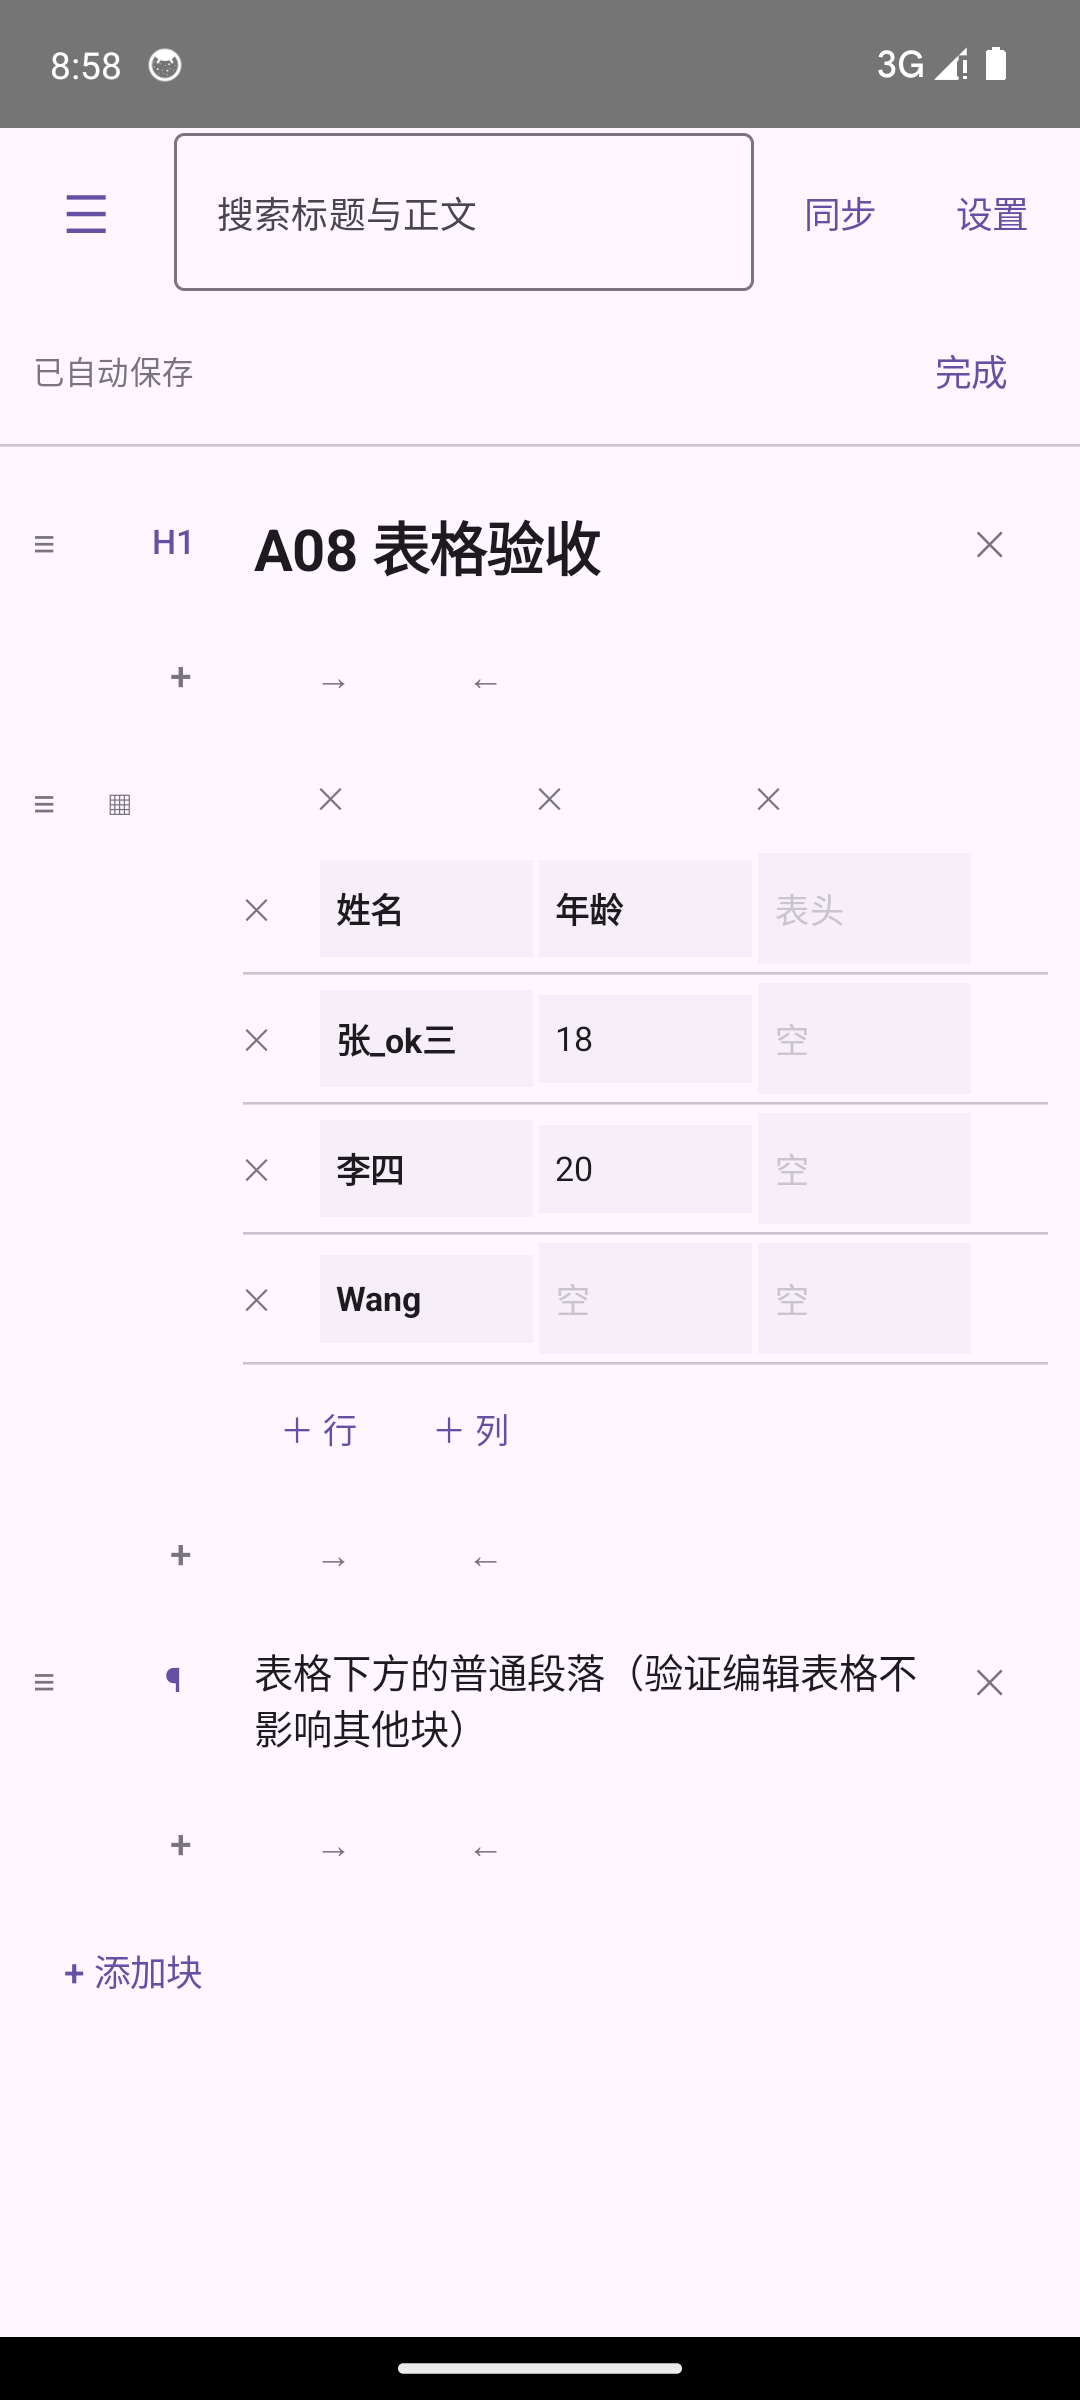 8:58
3G
搜索标题与正文
同步
设置
已自动保存
完成
H1
A08 表格验收
+ → ←
姓名 年龄 表头
张_ok三 18 空
李四 20 空
Wang 空 空
+ 行 + 列
+ → ←
¶
表格下方的普通段落（验证编辑表格不
影响其他块）
+ → ←
+ 添加块